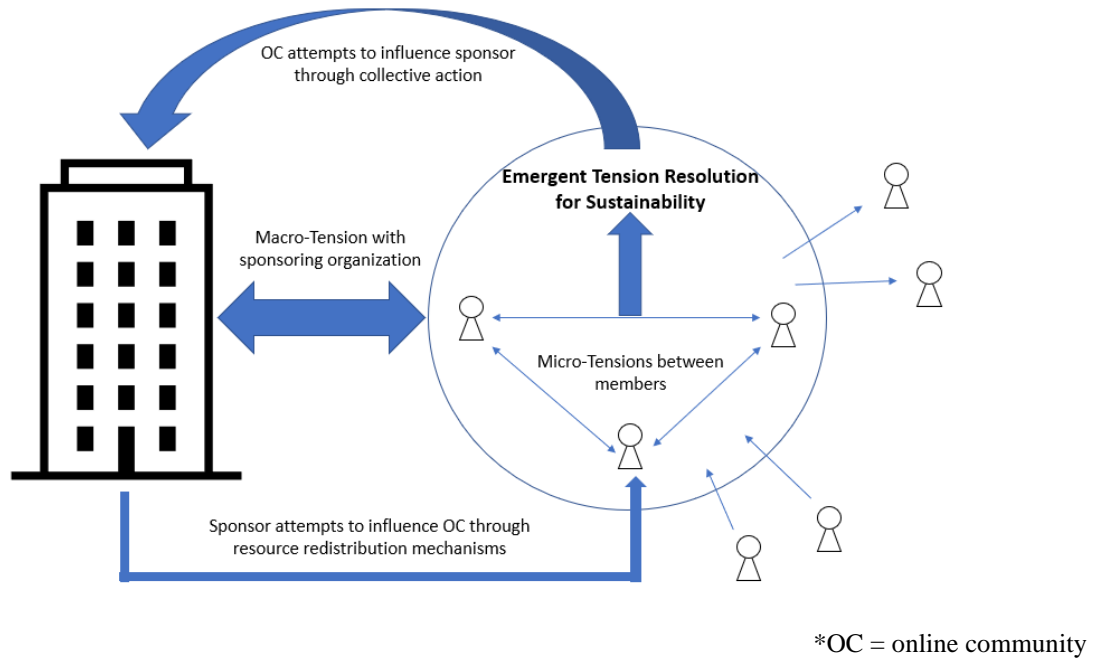 OC attempts to influence sponsor
through collective action
Emergent Tension Resolution
for Sustainability
Macro-Tension with
sponsoring organization
Micro-Tensions between
members
Sponsor attempts to influence OC through
resource redistribution mechanisms
*OC = online community